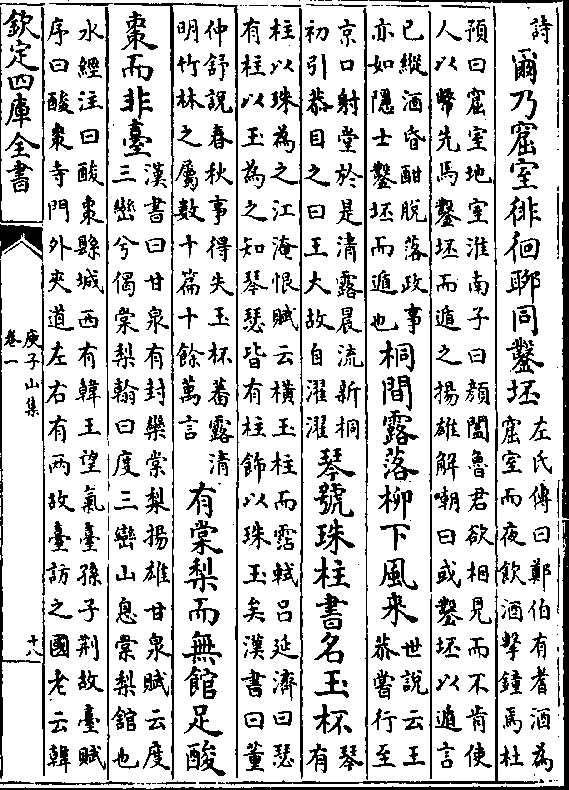 詩
爾乃窟室徘徊聊同鑿坯
左氏傳曰鄭伯有耆酒為
窟室而夜飲酒擊鐘焉杜
預曰窟室地室淮南子曰顔闔魯君欲相見而不肯使
人以幣先焉鑿坯而遁之揚雄解嘲曰或鑿坯以遁言
已縱酒昏酣脱落政事
亦如隱士鑿坯而遁也
桐間露落柳下風来
世說云王
恭嘗行至
京口射堂於是清露晨流新桐
初引恭目之曰王大故自濯濯
琴號珠柱書名玉杯
琴
有
柱以珠為之江淹恨賦云橫玉柱而霑軾吕延濟曰瑟
有柱以玉為之知琴瑟皆有柱飾以珠玉矣漢書曰董
仲舒說春秋事得失玉杯蕃露清
明竹林之屬數十篇十餘萬言
有棠梨而無館足酸
棗而非臺
漢書曰甘泉有封欒棠梨揚雄甘泉賦云度
三巒兮偈棠梨翰曰度三巒山息棠梨館也
水經注曰酸棗縣城西有韓王望氣臺孫子荆故臺賦
序曰酸棗寺門外夾道左右有两故臺訪之國老云韓
欽定四庫全書
庾子山集
卷一
十八